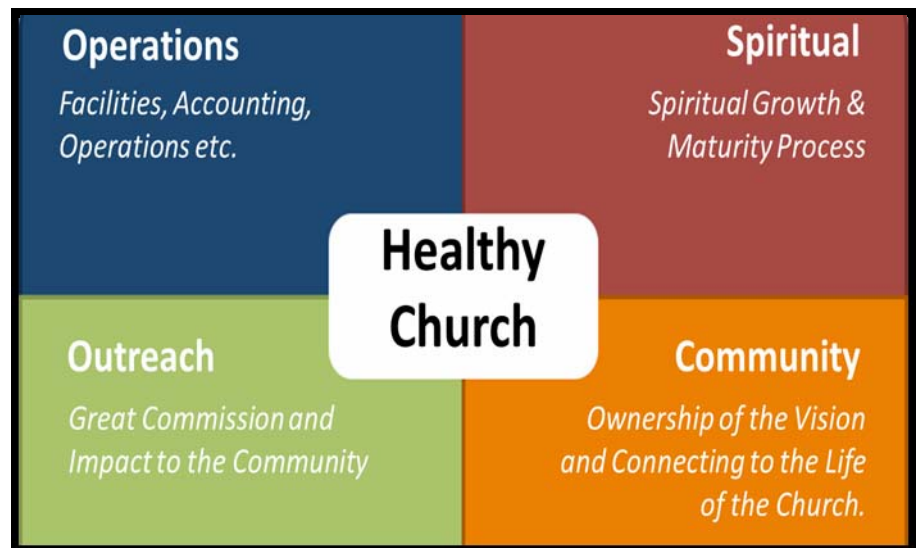 Operations
Facilities, Accounting,
Operations etc.
Spiritual
Spiritual Growth &
Maturity Process
Healthy
Church
Outreach
Great Commission and
Impact to the Community
Community
Ownership of the Vision
and Connecting to the Life
of the Church.